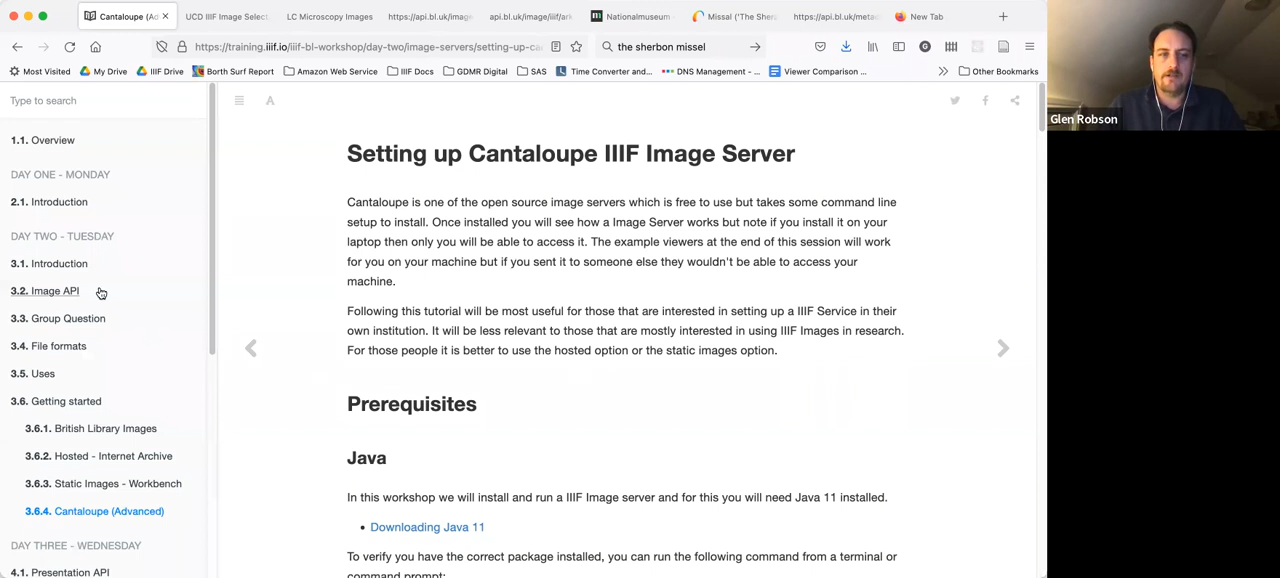 Cantaloupe (Ad
UCD IIIF Image Select
LC Microscopy Images
https://api.bl.uk/image
api.bl.uk/image/iiif/ark
Nationalmuseum
Missal ('The Sher
https://api.bl.uk/meta
New Tab
https://training.iiif.io/iiif-bl-workshop/day-two/image-servers/setting-up-ca
the sherbon missel
Most Visited
My Drive
IIIF Drive
Borth Surf Report
Amazon Web Service
IIIF Docs
GDMR Digital
SAS
Time Converter and...
DNS Management - ...
Viewer Comparison ...
Other Bookmarks
Type to search
1.1. Overview
DAY ONE - MONDAY
2.1. Introduction
DAY TWO - TUESDAY
3.1. Introduction
3.2. Image API
3.3. Group Question
3.4. File formats
3.5. Uses
3.6. Getting started
3.6.1. British Library Images
3.6.2. Hosted - Internet Archive
3.6.3. Static Images - Workbench
3.6.4. Cantaloupe (Advanced)
DAY THREE - WEDNESDAY
4.1. Presentation API
A
Setting up Cantaloupe IIIF Image Server
Cantaloupe is one of the open source image servers which is free to use but takes some command line
setup to install. Once installed you will see how a Image Server works but note if you install it on your
laptop then only you will be able to access it. The example viewers at the end of this session will work
for you on your machine but if you sent it to someone else they wouldn't be able to access your
machine.
Following this tutorial will be most useful for those that are interested in setting up a IIIF Service in their
own institution. It will be less relevant to those that are mostly interested in using IIIF Images in research.
For those people it is better to use the hosted option or the static images option.
Prerequisites
Java
In this workshop we will install and run a IIIF Image server and for this you will need Java 11 installed.
• Downloading Java 11
To verify you have the correct package installed, you can run the following command from a terminal or
command prompt:
Glen Robson